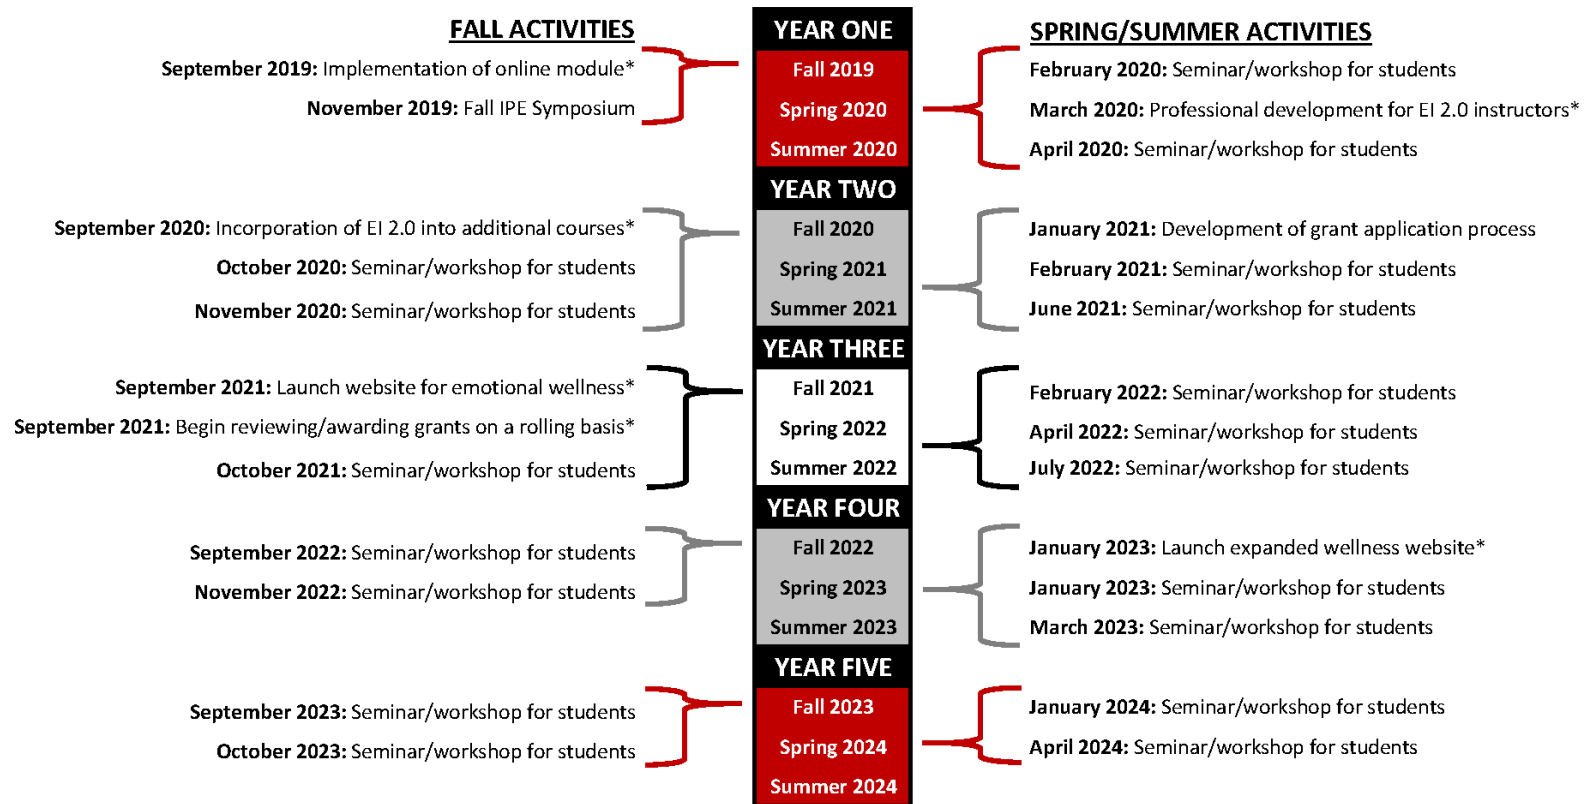 FALL ACTIVITIES
September 2019: Implementation of online module*
November 2019: Fall IPE Symposium
September 2020: Incorporation of EI 2.0 into additional courses*
October 2020: Seminar/workshop for students
November 2020: Seminar/workshop for students
September 2021: Launch website for emotional wellness*
September 2021: Begin reviewing/awarding grants on a rolling basis*
October 2021: Seminar/workshop for students
September 2022: Seminar/workshop for students
November 2022: Seminar/workshop for students
September 2023: Seminar/workshop for students
October 2023: Seminar/workshop for students
YEAR ONE
Fall 2019
Spring 2020
Summer 2020
YEAR TWO
Fall 2020
Spring 2021
Summer 2021
YEAR THREE
Fall 2021
Spring 2022
Summer 2022
YEAR FOUR
Fall 2022
Spring 2023
Summer 2023
YEAR FIVE
Fall 2023
Spring 2024
Summer 2024
SPRING/SUMMER ACTIVITIES
February 2020: Seminar/workshop for students
March 2020: Professional development for EI 2.0 instructors*
April 2020: Seminar/workshop for students
January 2021: Development of grant application process
February 2021: Seminar/workshop for students
June 2021: Seminar/workshop for students
February 2022: Seminar/workshop for students
April 2022: Seminar/workshop for students
July 2022: Seminar/workshop for students
January 2023: Launch expanded wellness website*
January 2023: Seminar/workshop for students
March 2023: Seminar/workshop for students
January 2024: Seminar/workshop for students
April 2024: Seminar/workshop for students